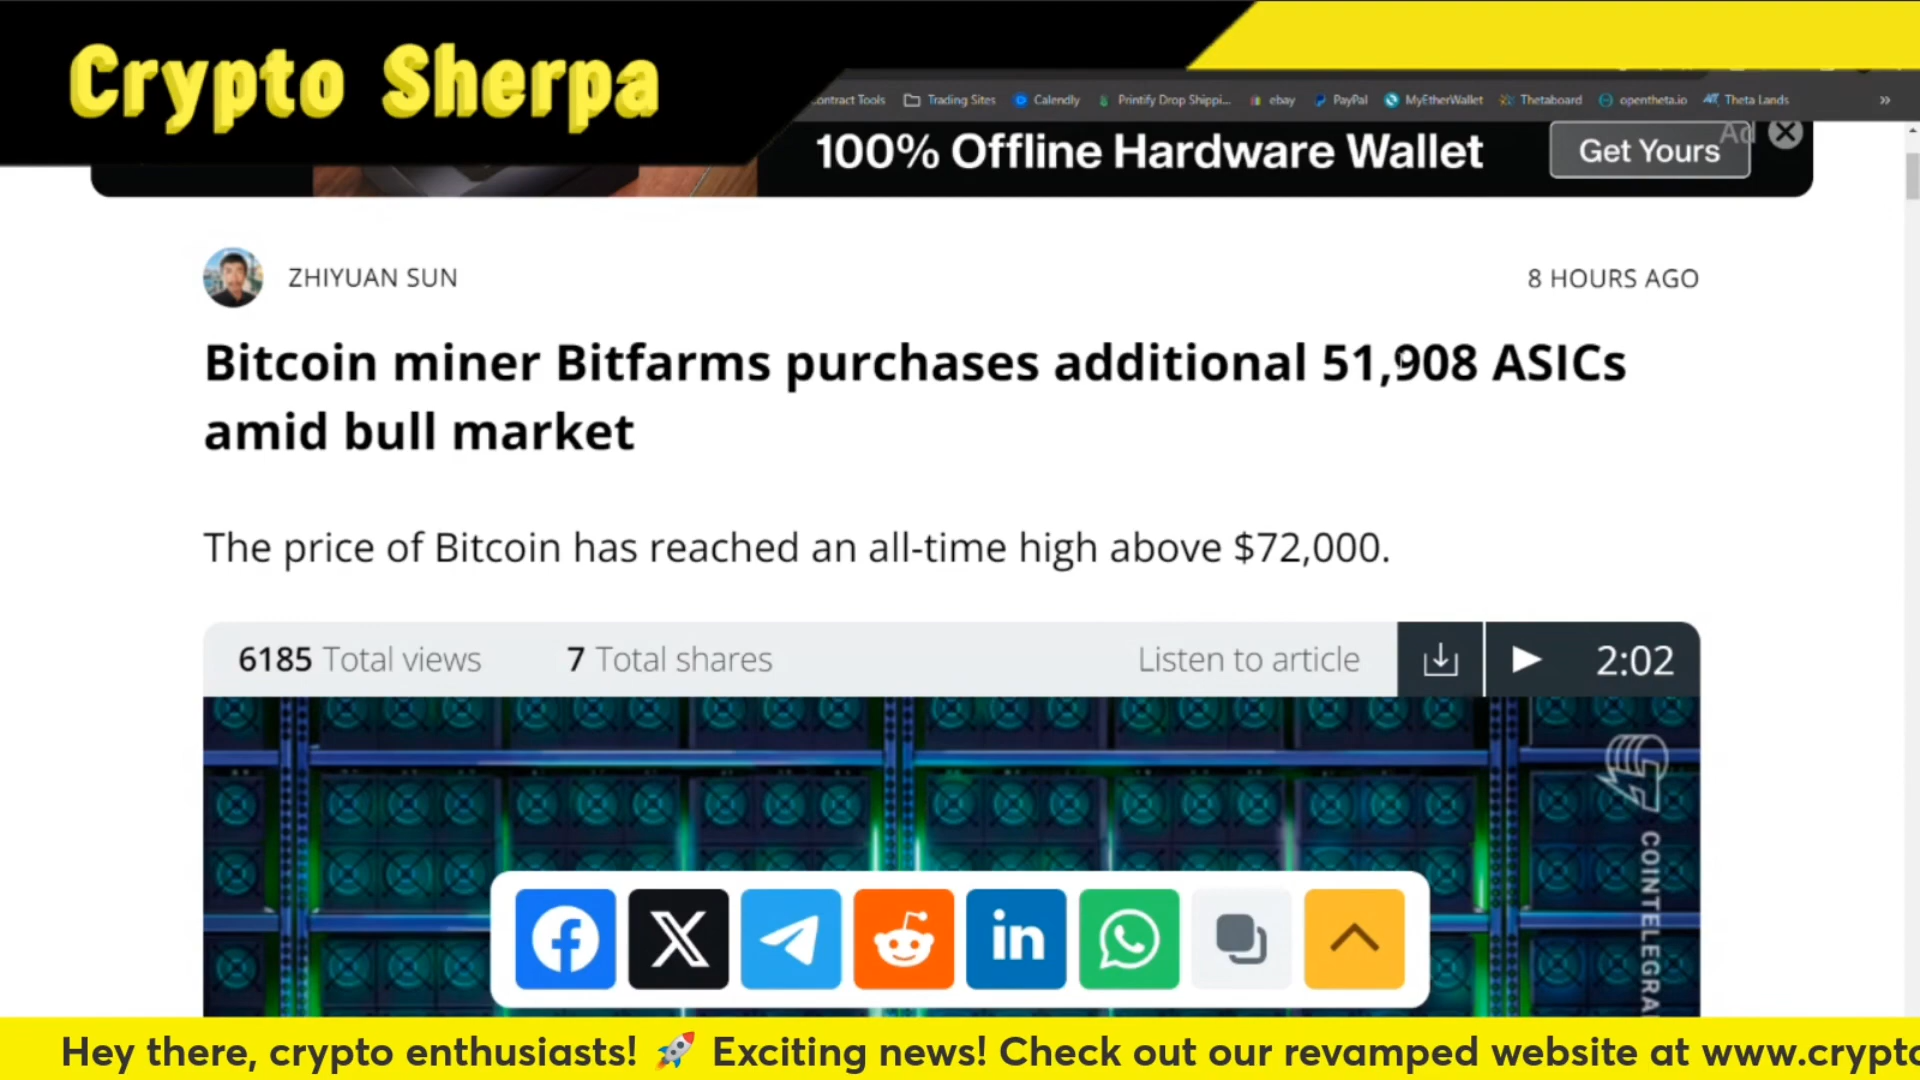 Crypto Sherpa
ontract Tools Trading Sites Calendly Printify Drop Shippi... ebay PayPal MyEtherWallet Thetaboard opentheta.io Theta Lands »
100% Offline Hardware Wallet Get Yours Ad
ZHIYUAN SUN 8 HOURS AGO
Bitcoin miner Bitfarms purchases additional 51,908 ASICs
amid bull market
The price of Bitcoin has reached an all-time high above $72,000.
6185 Total views 7 Total shares Listen to article 2:02
COINTELEGRA
in
Hey there, crypto enthusiasts! 🚀 Exciting news! Check out our revamped website at www.crypto